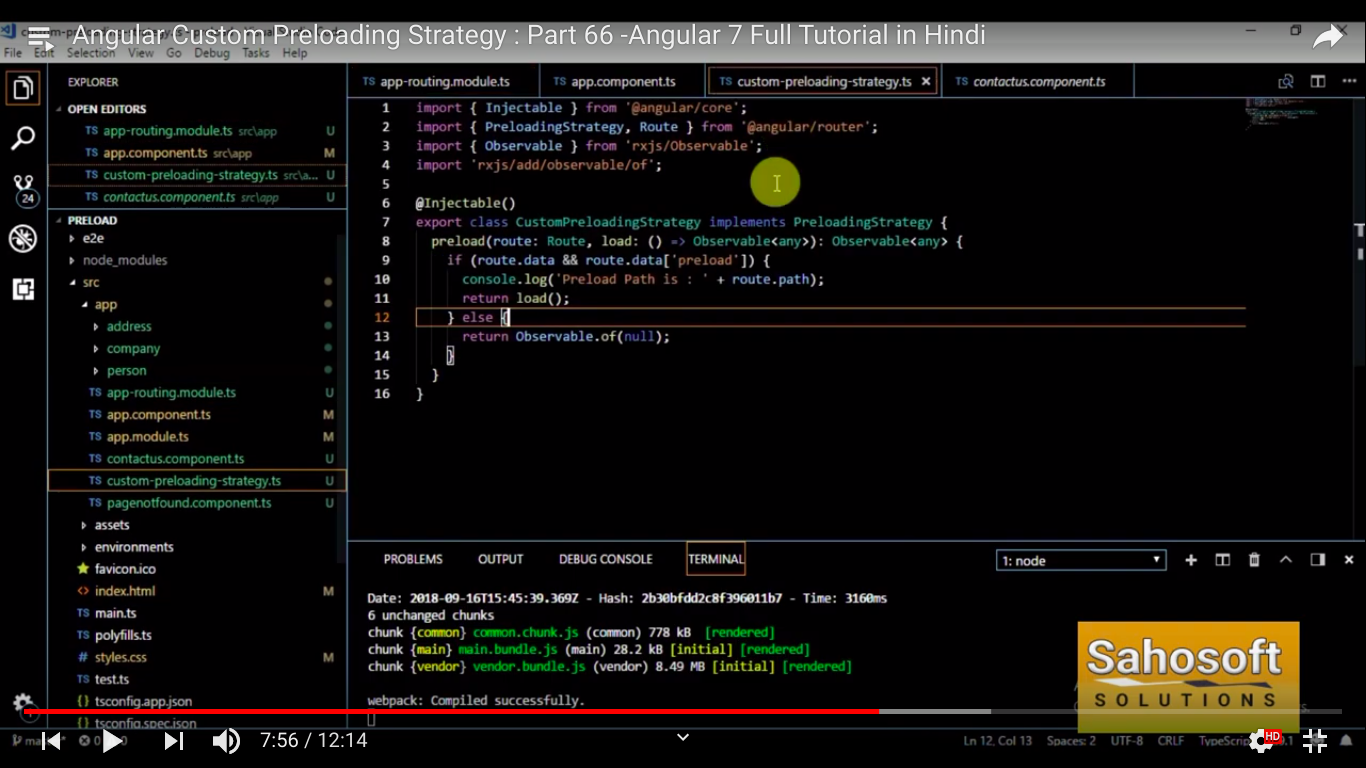 Angular Custom Preloading Strategy : Part 66 -Angular 7 Full Tutorial in Hindi
File Edit Selection View Go Debug Tasks Help
EXPLORER
OPEN EDITORS
TS app-routing.module.ts src\app U
TS app.component.ts src\app M
TS custom-preloading-strategy.ts src\a... U
TS contactus.component.ts src\app U
24
PRELOAD
e2e
node_modules
src
app
address
company
person
TS app-routing.module.ts U
TS app.component.ts M
TS app.module.ts M
TS contactus.component.ts U
TS custom-preloading-strategy.ts U
TS pagenotfound.component.ts U
assets
environments
favicon.ico
<> index.html M
TS main.ts
TS polyfills.ts
# styles.css M
TS test.ts
{} tsconfig.app.json
{} tsconfig.spec.json
TS app-routing.module.ts TS app.component.ts TS custom-preloading-strategy.ts × TS contactus.component.ts
1 import { Injectable } from '@angular/core';
2 import { PreloadingStrategy, Route } from '@angular/router';
3 import { Observable } from 'rxjs/Observable';
4 import 'rxjs/add/observable/of';
5
6 @Injectable()
7 export class CustomPreloadingStrategy implements PreloadingStrategy {
8 preload(route: Route, load: () => Observable<any>): Observable<any> {
9 if (route.data && route.data['preload']) {
10 console.log('Preload Path is : ' + route.path);
11 return load();
12 } else {
13 return Observable.of(null);
14 }
15 }
16 }
PROBLEMS OUTPUT DEBUG CONSOLE TERMINAL 1: node
Date: 2018-09-16T15:45:39.369Z - Hash: 2b30bfdd2c8f396011b7 - Time: 3160ms
6 unchanged chunks
chunk {common} common.chunk.js (common) 778 kB [rendered]
chunk {main} main.bundle.js (main) 28.2 kB [initial] [rendered]
chunk {vendor} vendor.bundle.js (vendor) 8.49 MB [initial] [rendered]
webpack: Compiled successfully.
Sahosoft
SOLUTIONS
7:56 / 12:14
Ln 12, Col 13 Spaces: 2 UTF-8 CRLF
HD